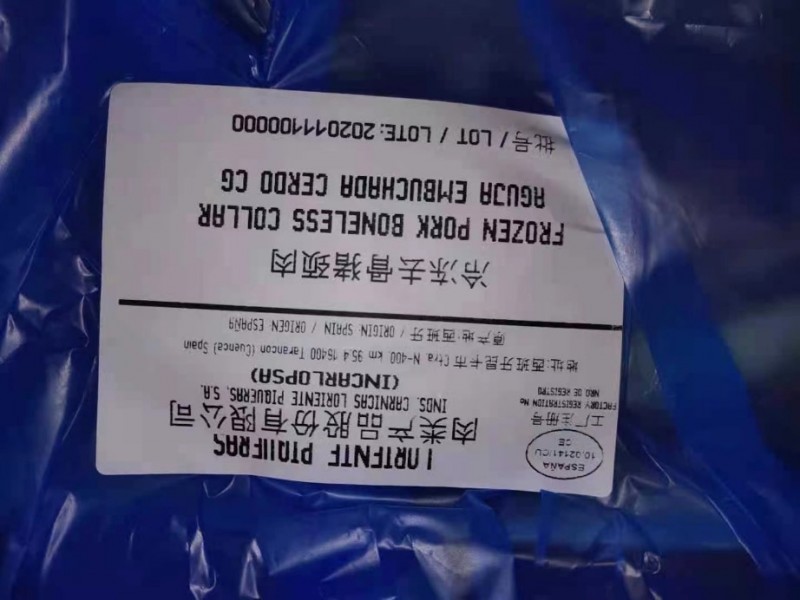 LORIENTE PIQUERAS
肉类产品股份有限公司
INDS. CARNICAS LORIENTE PIQUERAS, S.A.
(INCARLOPSA)
ESPAÑA
10.02141/CU
CE
工厂注册号
FACTORY REGISTRATION No
NRO DE REGISTRO
地址:西班牙昆卡市 Ctra N-400, km. 95.4 16400 Tarancon (Cuenca) Spain
原产地:西班牙 / ORIGIN: SPAIN / ORIGEN: ESPAÑA
冷冻去骨猪颈肉
FROZEN PORK BONELESS COLLAR
AGUJA EMBUCHADA CERDO CG
批号 / LOT / LOTE: 202011100000